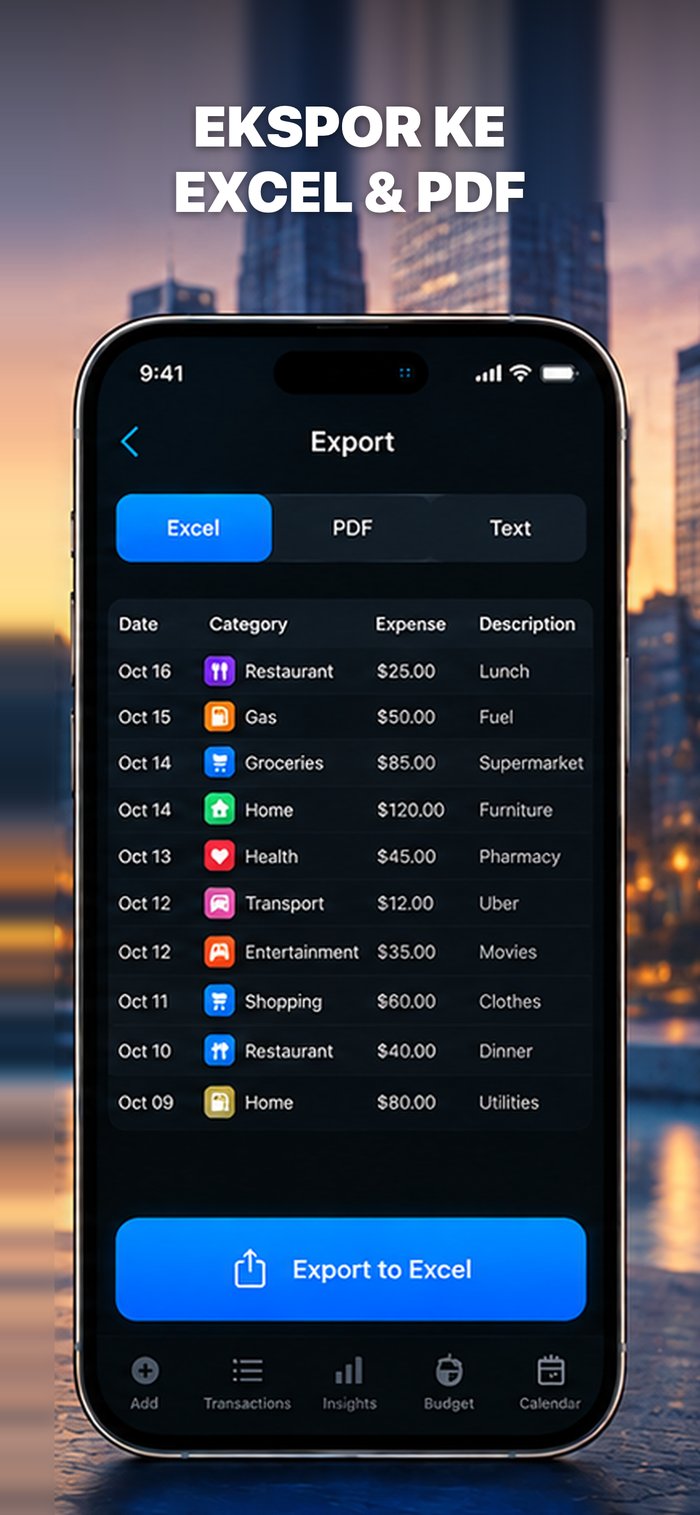 EKSPOR KE
EXCEL & PDF
9:41
Export
Excel PDF Text
Date Category Expense Description
Oct 16 Restaurant $25.00 Lunch
Oct 15 Gas $50.00 Fuel
Oct 14 Groceries $85.00 Supermarket
Oct 14 Home $120.00 Furniture
Oct 13 Health $45.00 Pharmacy
Oct 12 Transport $12.00 Uber
Oct 12 Entertainment $35.00 Movies
Oct 11 Shopping $60.00 Clothes
Oct 10 Restaurant $40.00 Dinner
Oct 09 Home $80.00 Utilities
Export to Excel
Add Transactions Insights Budget Calendar